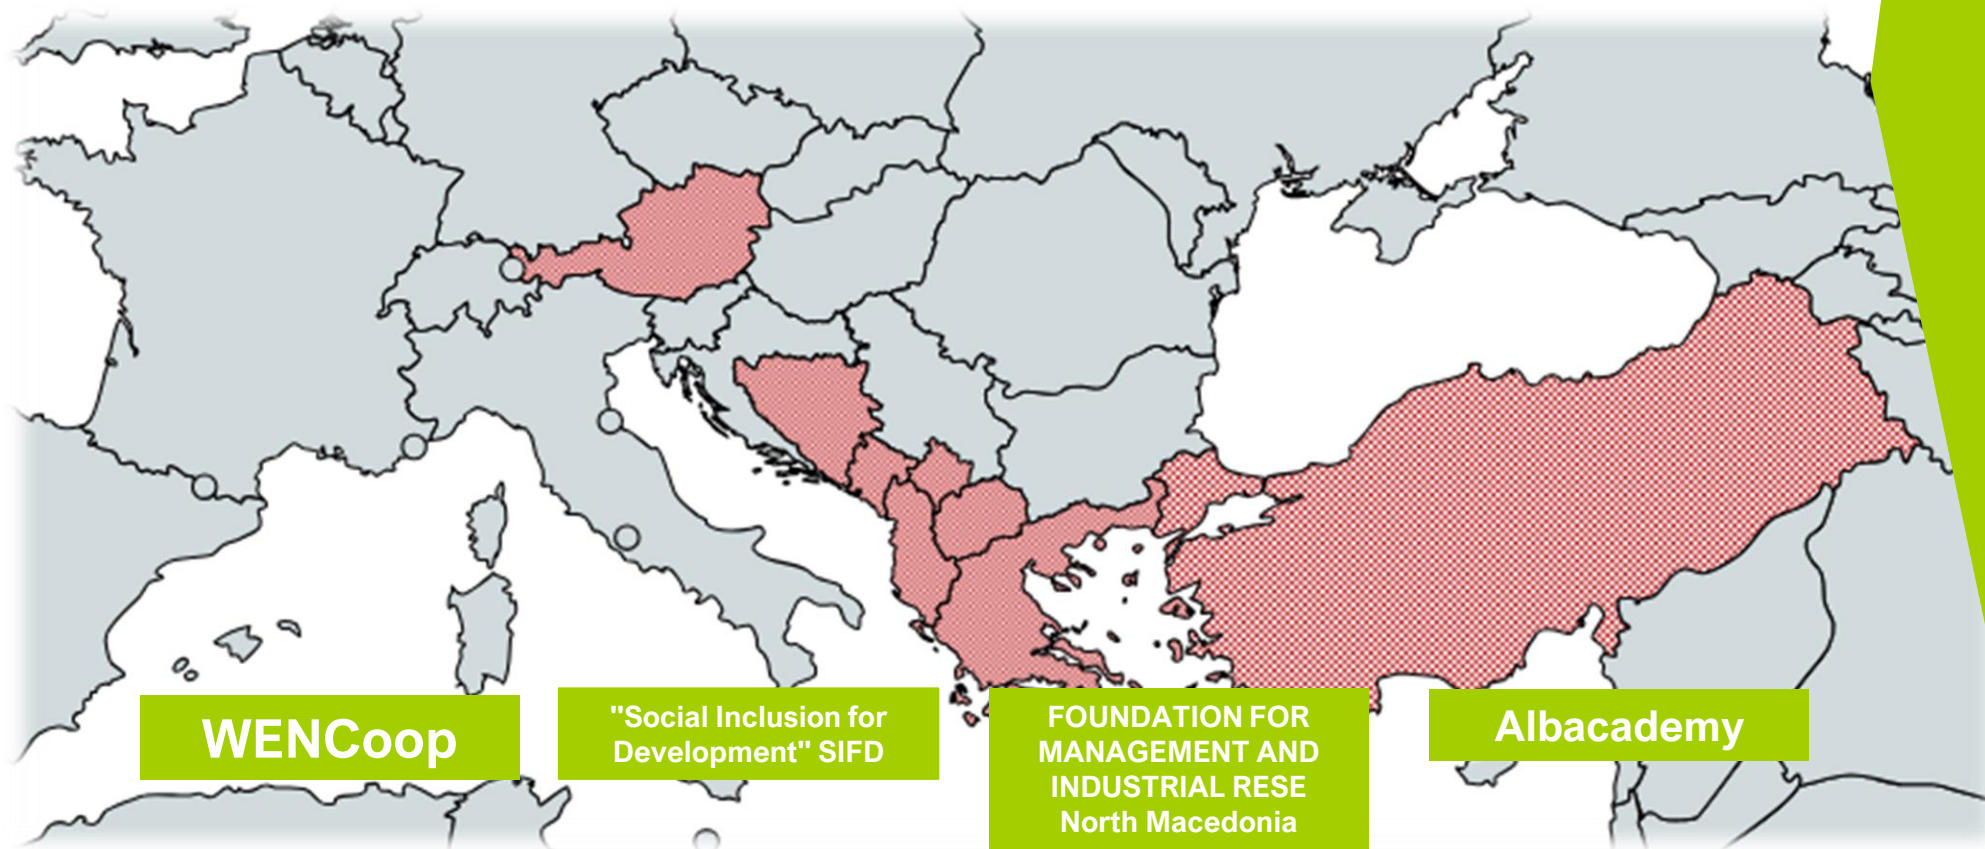 WENCoop
"Social Inclusion for
Development" SIFD
FOUNDATION FOR
MANAGEMENT AND
INDUSTRIAL RESE
North Macedonia
Albacademy